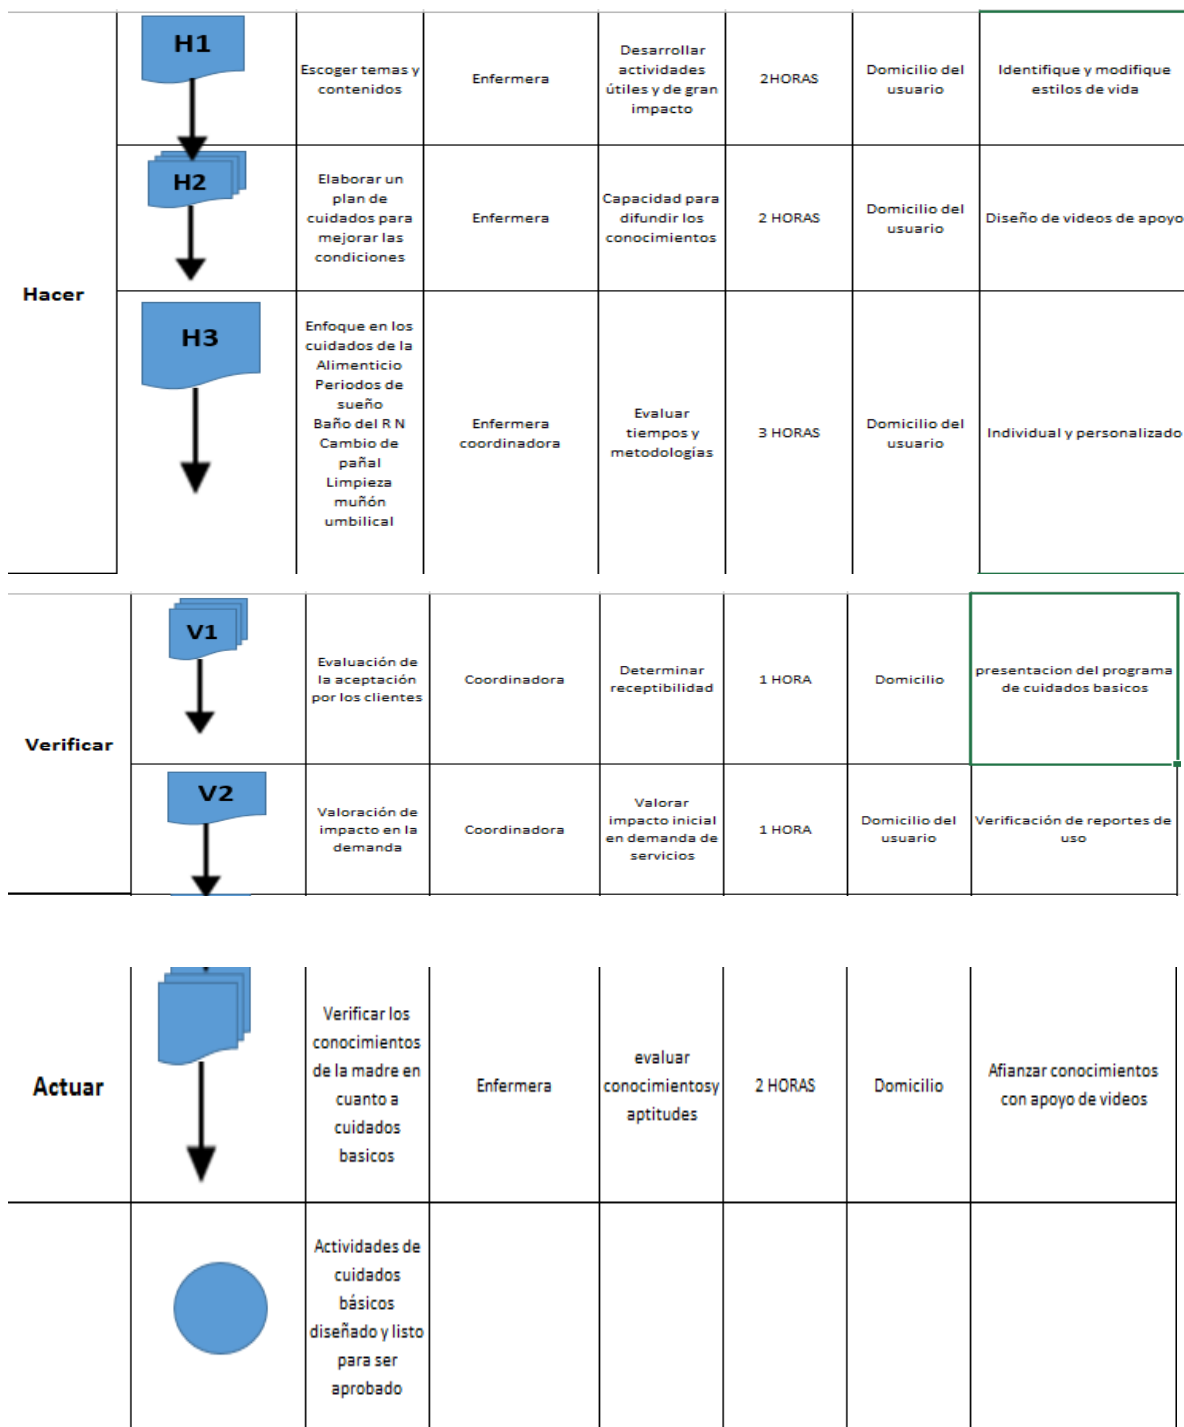 Hacer
H1
Escoger temas y
contenidos
Enfermera
Desarrollar
actividades
útiles y de gran
impacto
2HORAS
Domicilio del
usuario
Identifique y modifique
estilos de vida
H2
Elaborar un
plan de
cuidados para
mejorar las
condiciones
Enfermera
Capacidad para
difundir los
conocimientos
2 HORAS
Domicilio del
usuario
Diseño de videos de apoyo
H3
Enfoque en los
cuidados de la
Alimenticio
Periodos de
sueño
Baño del R N
Cambio de
pañal
Limpieza
muñón
umbilical
Enfermera
coordinadora
Evaluar
tiempos y
metodologías
3 HORAS
Domicilio del
usuario
Individual y personalizado
Verificar
V1
Evaluación de
la aceptación
por los clientes
Coordinadora
Determinar
receptibilidad
1 HORA
Domicilio
presentacion del programa
de cuidados basicos
V2
Valoración de
impacto en la
demanda
Coordinadora
Valorar
impacto inicial
en demanda de
servicios
1 HORA
Domicilio del
usuario
Verificación de reportes de
uso
Actuar
Verificar los
conocimientos
de la madre en
cuanto a
cuidados
basicos
Enfermera
evaluar
conocimientosy
aptitudes
2 HORAS
Domicilio
Afianzar conocimientos
con apoyo de videos
Actividades de
cuidados
básicos
diseñado y listo
para ser
aprobado